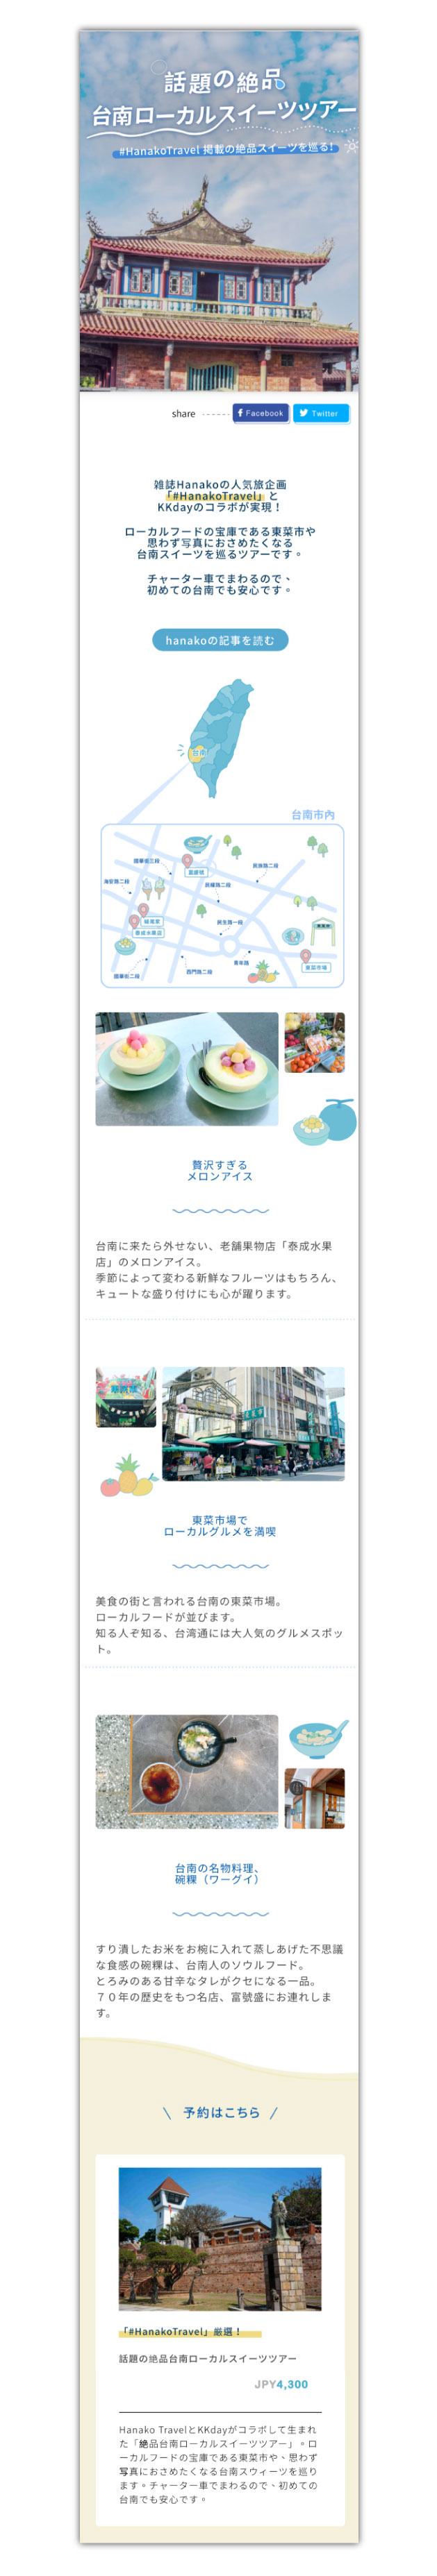 話題の絶品
台南ローカルスイーツツアー
#HanakoTravel 掲載の絶品スイーツを巡る!
share
Facebook
Twitter
雑誌Hanakoの人気旅企画
「#HanakoTravel」と
KKdayのコラボが実現！
ローカルフードの宝庫である東菜市や
思わず写真におさめたくなる
台南スイーツを巡るツアーです。
チャーター車でまわるので、
初めての台南でも安心です。
hanakoの記事を読む
台南
台南市内
國華街三段
富盛號
民族路二段
海安路二段
民權路二段
泰成水果店
民生路一段
青年路
東菜市場
西門路二段
國華街二段
贅沢すぎる
メロンアイス
台南に来たら外せない、老舗果物店「泰成水果
店」のメロンアイス。
季節によって変わる新鮮なフルーツはもちろん、
キュートな盛り付けにも心が躍ります。
東菜市場で
ローカルグルメを満喫
美食の街と言われる台南の東菜市場。
ローカルフードが並びます。
知る人ぞ知る、台湾通には大人気のグルメスポッ
ト。
台南の名物料理、
碗粿（ワーグイ）
すり潰したお米をお椀に入れて蒸しあげた不思議
な食感の碗粿は、台南人のソウルフード。
とろみのある甘辛なタレがクセになる一品。
７０年の歴史をもつ名店、富號盛にお連れしま
す。
\ 予約はこちら /
「#HanakoTravel」厳選！
話題の絶品台南ローカルスイーツツアー
JPY4,300
Hanako TravelとKKdayがコラボして生まれ
た「絶品台南ローカルスイーツツアー」。ロ
ーカルフードの宝庫である東菜市や、思わず
写真におさめたくなる台南スウィーツを巡り
ます。チャーター車でまわるので、初めての
台南でも安心です。